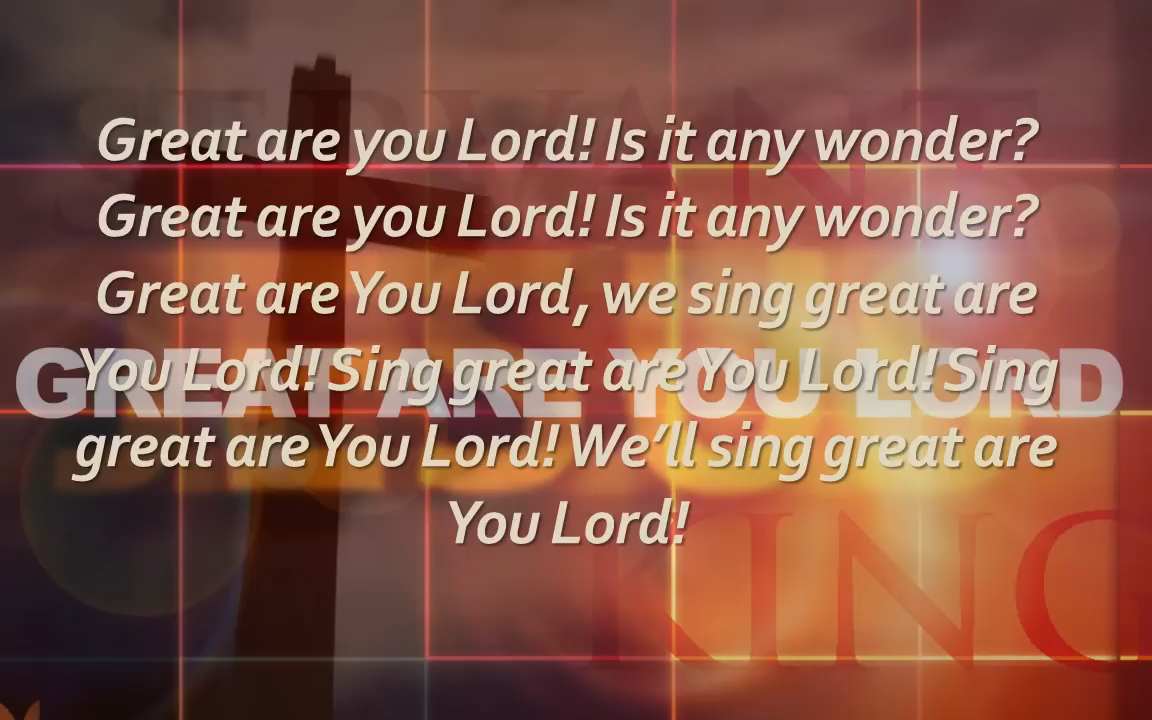 SERVANT
Great are you Lord! Is it any wonder?
Great are you Lord! Is it any wonder?
Great are You Lord, we sing great are
You Lord! Sing great are You Lord! Sing
GREAT ARE YOU LORD
great are You Lord! We’ll sing great are
You Lord!
JESUS
KING